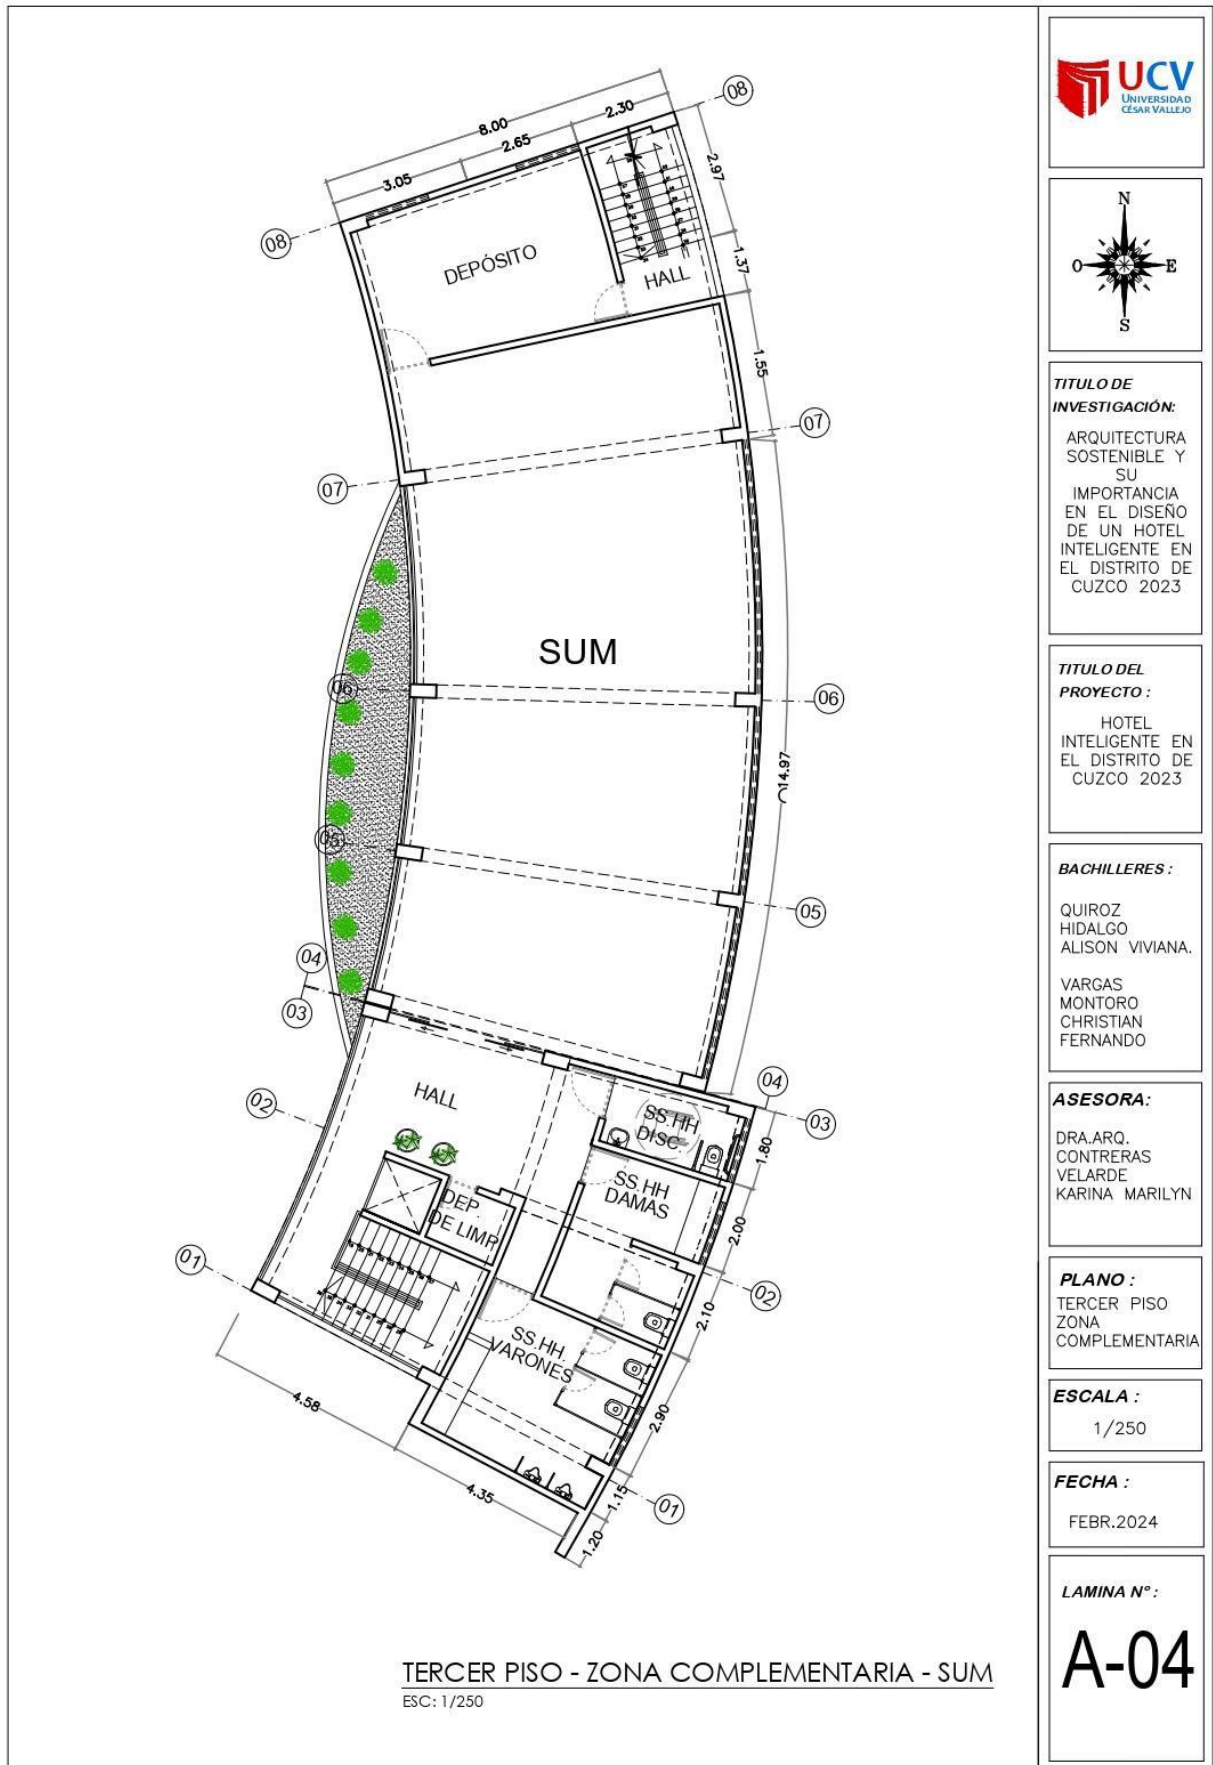 08
8.00
2.30
2.65
3.05
2.97
08
DEPÓSITO
HALL
1.37
1.55
07
07
SUM
06
06
14.97
05
05
04
03
HALL
02
04
03
SS.HH
DISC.
1.80
SS.HH
DAMAS
DEP.
DE LIMP.
2.00
01
02
2.10
SS.HH.
VARONES
4.58
2.90
4.35
1.15
01
1.20
TERCER PISO - ZONA COMPLEMENTARIA - SUM
ESC: 1/250
UCV
UNIVERSIDAD
CÉSAR VALLEJO
N
O
E
S
TITULO DE
INVESTIGACIÓN:
ARQUITECTURA
SOSTENIBLE Y
SU
IMPORTANCIA
EN EL DISEÑO
DE UN HOTEL
INTELIGENTE EN
EL DISTRITO DE
CUZCO 2023
TITULO DEL
PROYECTO :
HOTEL
INTELIGENTE EN
EL DISTRITO DE
CUZCO 2023
BACHILLERES :
QUIROZ
HIDALGO
ALISON VIVIANA.
VARGAS
MONTORO
CHRISTIAN
FERNANDO
ASESORA:
DRA.ARQ.
CONTRERAS
VELARDE
KARINA MARILYN
PLANO :
TERCER PISO
ZONA
COMPLEMENTARIA
ESCALA :
1/250
FECHA :
FEBR.2024
LAMINA Nº :
A-04